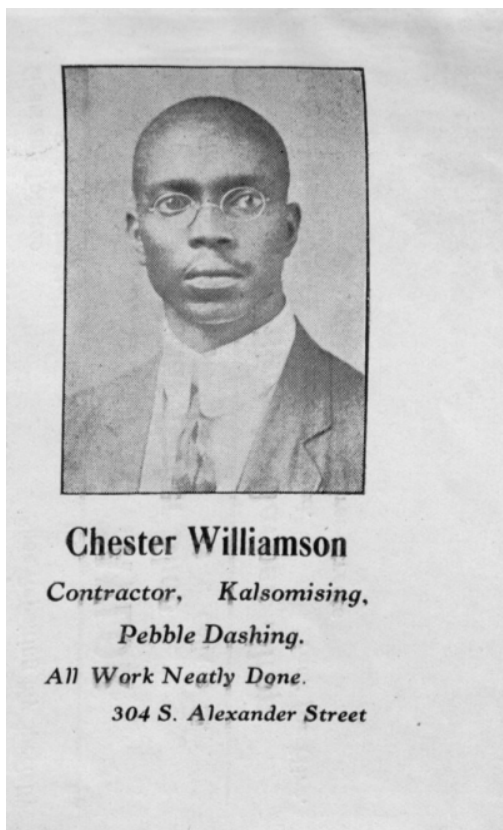 Chester Williamson
Contractor, Kalsomising,
Pebble Dashing.
All Work Neatly Done.
304 S. Alexander Street